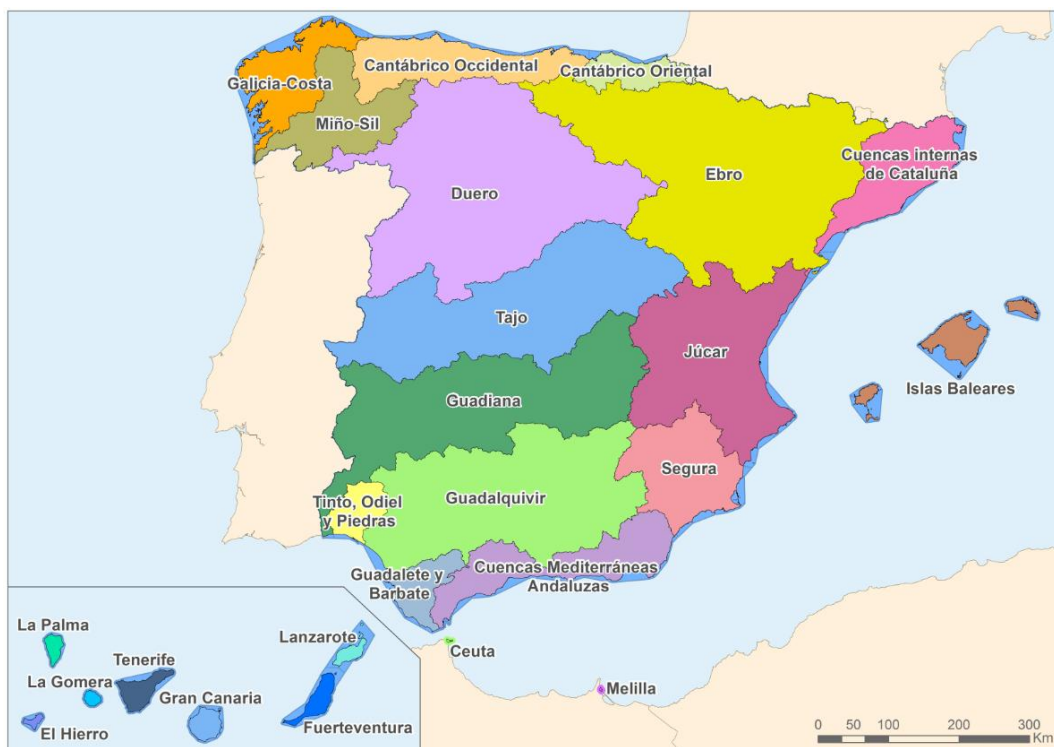 Galicia-Costa
Cantábrico Occidental
Cantábrico Oriental
Miño-Sil
Cuencas internas
de Cataluña
Ebro
Duero
Tajo
Júcar
Islas Baleares
Guadiana
Segura
Tinto, Odiel
y Piedras
Guadalquivir
Guadalete y
Barbate
Cuencas Mediterráneas
Andaluzas
Ceuta
Melilla
La Palma
Tenerife
La Gomera
El Hierro
Gran Canaria
Lanzarote
Fuerteventura
0 50 100 200 300
Km